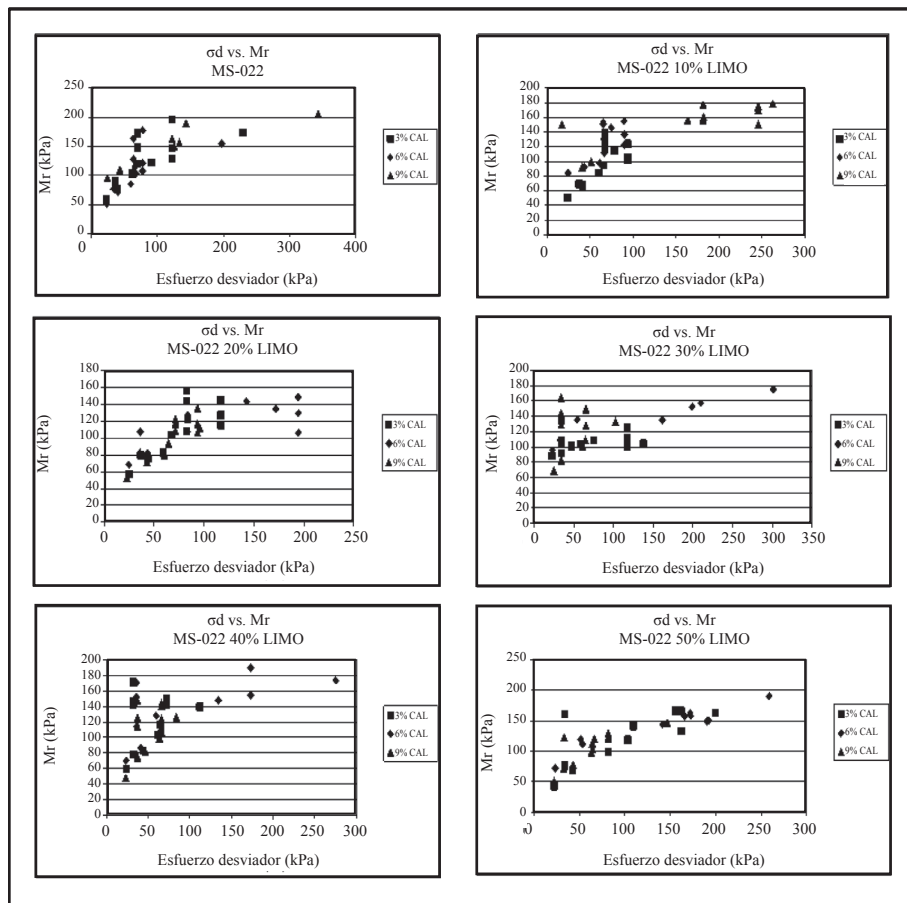 σd vs. Mr
MS-022
Mr (kPa)
250
200
150
100
50
0
0 100 200 300 400
Esfuerzo desviador (kPa)
3% CAL
6% CAL
9% CAL
σd vs. Mr
MS-022 10% LIMO
Mr (kPa)
200
180
160
140
120
100
80
60
40
20
0
0 50 100 150 200 250 300
Esfuerzo desviador (kPa)
3% CAL
6% CAL
9% CAL
σd vs. Mr
MS-022 20% LIMO
Mr (kPa)
180
160
140
120
100
80
60
40
20
0
0 50 100 150 200 250
Esfuerzo desviador (kPa)
3% CAL
6% CAL
9% CAL
σd vs. Mr
MS-022 30% LIMO
Mr (kPa)
200
180
160
140
120
100
80
60
40
20
0
0 50 100 150 200 250 300 350
Esfuerzo desviador (kPa)
3% CAL
6% CAL
9% CAL
σd vs. Mr
MS-022 40% LIMO
Mr (kPa)
200
180
160
140
120
100
80
60
40
20
0
0 50 100 150 200 250 300
Esfuerzo desviador (kPa)
3% CAL
6% CAL
9% CAL
σd vs. Mr
MS-022 50% LIMO
Mr (kPa)
250
200
150
100
50
0
0 50 100 150 200 250 300
Esfuerzo desviador (kPa)
3% CAL
6% CAL
9% CAL